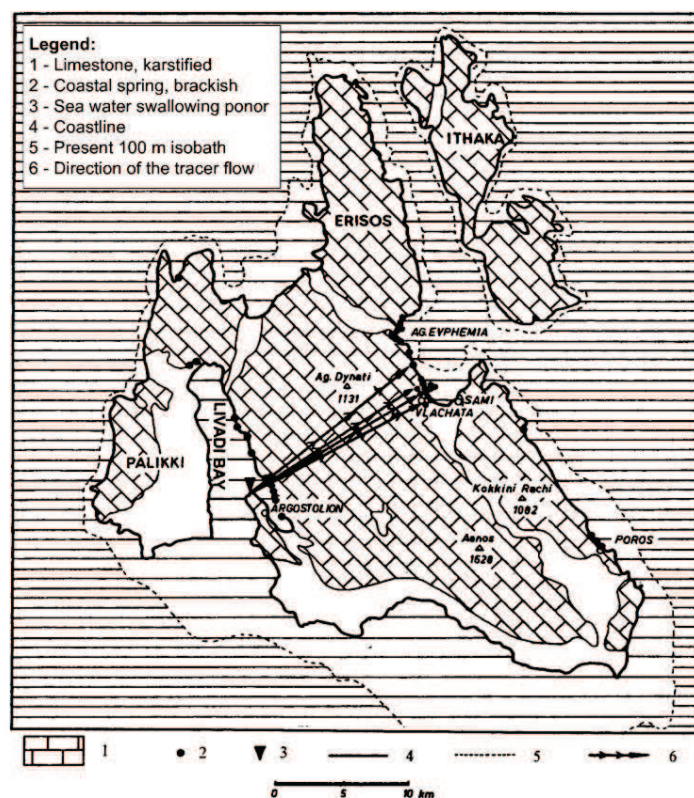 Legend:
1 - Limestone, karstified
2 - Coastal spring, brackish
3 - Sea water swallowing ponor
4 - Coastline
5 - Present 100 m isobath
6 - Direction of the tracer flow
ITHAKA
ERISOS
AG. EVPHEMIA
Ag. Dynati
1131
SAMI
VLACHATA
LIVADI BAY
PALIKKI
Kokkini Rachi
1082
ARGOSTOLION
Aenos
1628
POROS
1 2 3 4 5 6
0 5 10 km